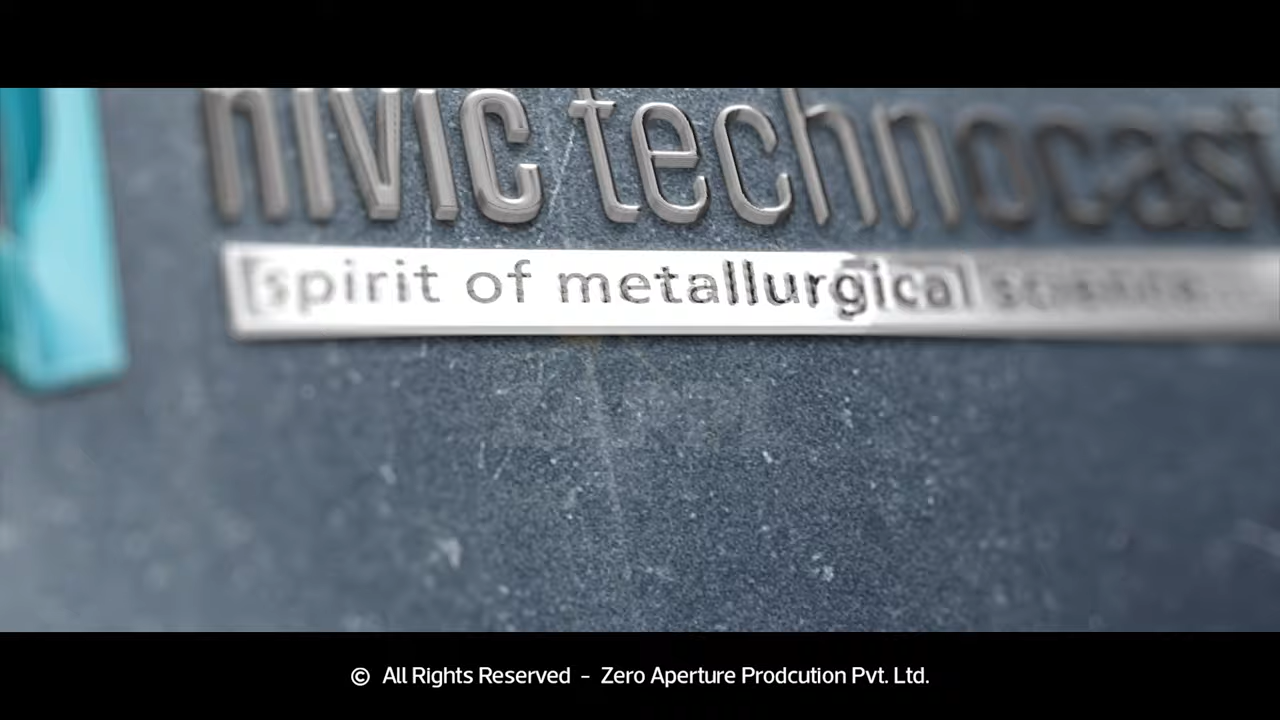 nivic technocast
spirit of metallurgical
© All Rights Reserved - Zero Aperture Prodcution Pvt. Ltd.